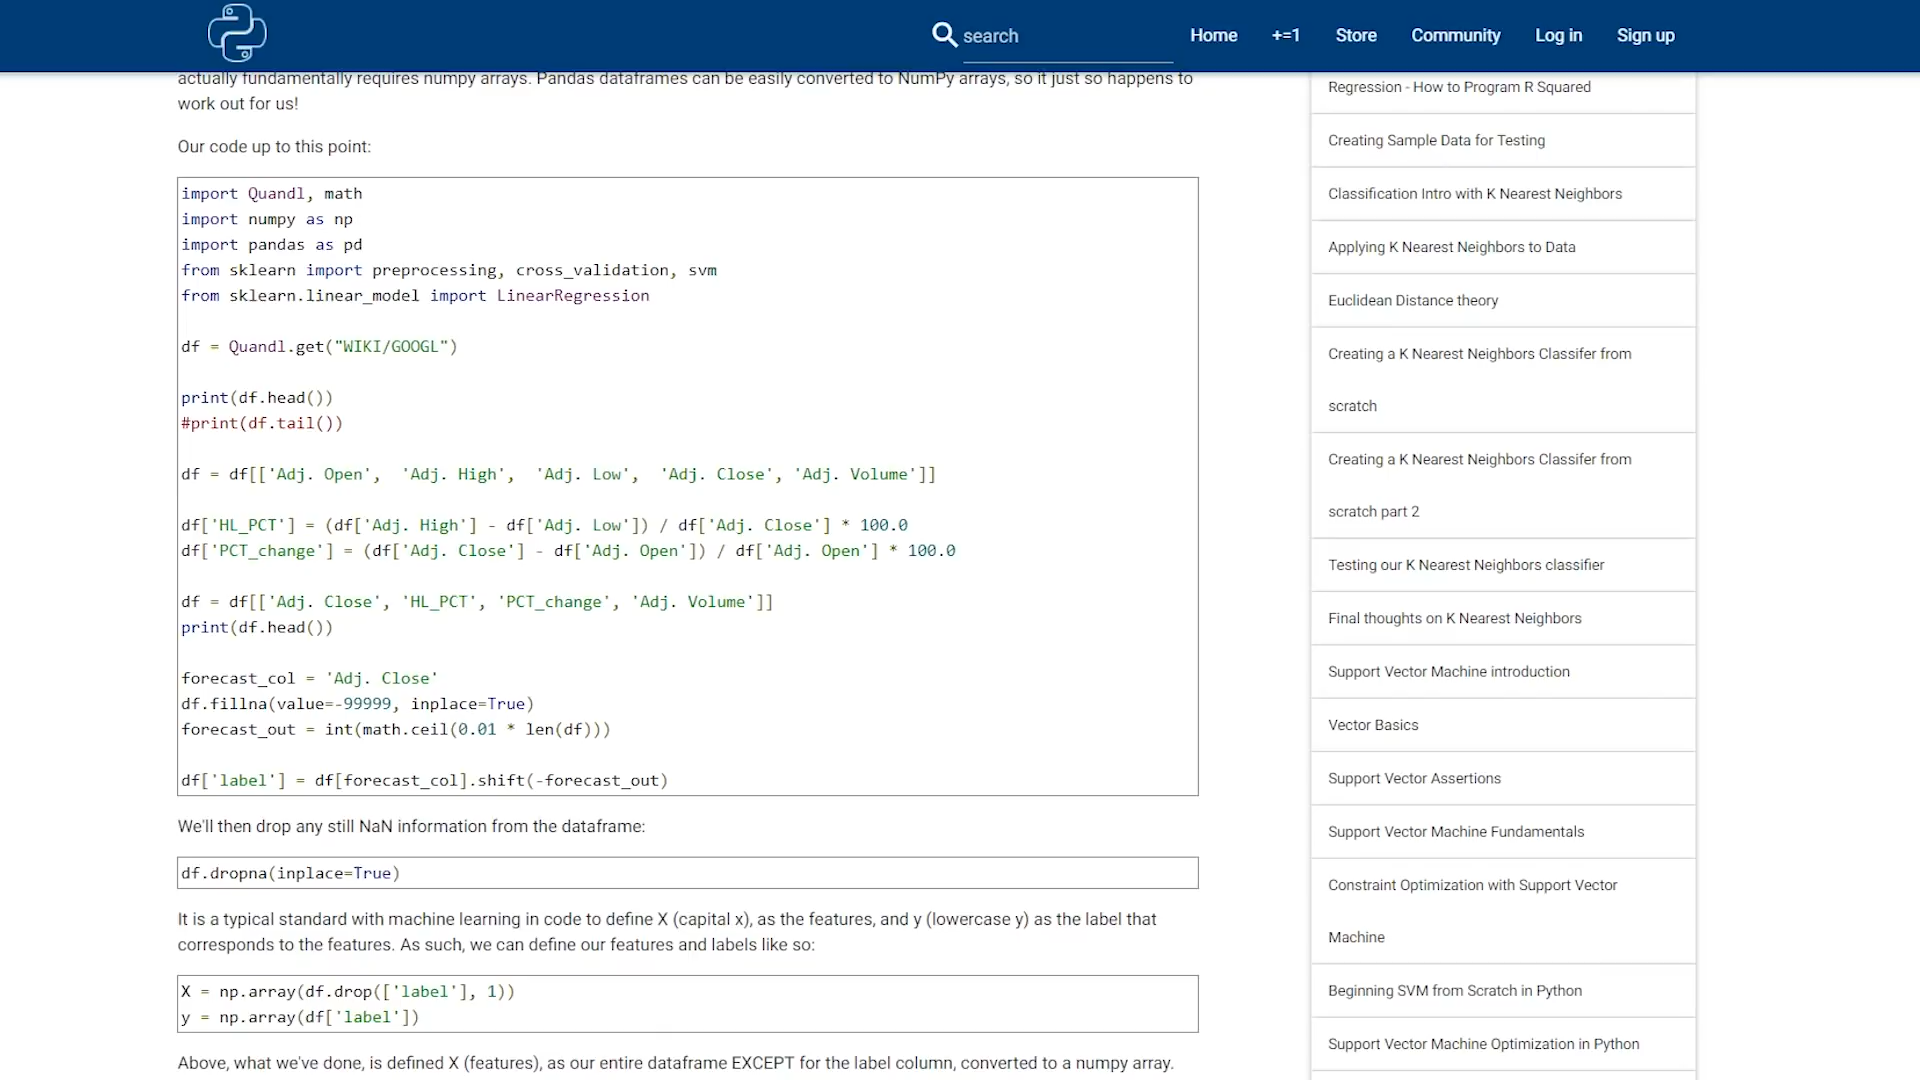 search
Home
+=1
Store
Community
Log in
Sign up
actually fundamentally requires numpy arrays. Pandas dataframes can be easily converted to NumPy arrays, so it just so happens to
work out for us!
Our code up to this point:
import Quandl, math
import numpy as np
import pandas as pd
from sklearn import preprocessing, cross_validation, svm
from sklearn.linear_model import LinearRegression
df = Quandl.get("WIKI/GOOGL")
print(df.head())
#print(df.tail())
df = df[['Adj. Open',  'Adj. High',  'Adj. Low',  'Adj. Close', 'Adj. Volume']]
df['HL_PCT'] = (df['Adj. High'] - df['Adj. Low']) / df['Adj. Close'] * 100.0
df['PCT_change'] = (df['Adj. Close'] - df['Adj. Open']) / df['Adj. Open'] * 100.0
df = df[['Adj. Close', 'HL_PCT', 'PCT_change', 'Adj. Volume']]
print(df.head())
forecast_col = 'Adj. Close'
df.fillna(value=-99999, inplace=True)
forecast_out = int(math.ceil(0.01 * len(df)))
df['label'] = df[forecast_col].shift(-forecast_out)
We'll then drop any still NaN information from the dataframe:
df.dropna(inplace=True)
It is a typical standard with machine learning in code to define X (capital x), as the features, and y (lowercase y) as the label that
corresponds to the features. As such, we can define our features and labels like so:
X = np.array(df.drop(['label'], 1))
y = np.array(df['label'])
Above, what we've done, is defined X (features), as our entire dataframe EXCEPT for the label column, converted to a numpy array.
Regression - How to Program R Squared
Creating Sample Data for Testing
Classification Intro with K Nearest Neighbors
Applying K Nearest Neighbors to Data
Euclidean Distance theory
Creating a K Nearest Neighbors Classifer from
scratch
Creating a K Nearest Neighbors Classifer from
scratch part 2
Testing our K Nearest Neighbors classifier
Final thoughts on K Nearest Neighbors
Support Vector Machine introduction
Vector Basics
Support Vector Assertions
Support Vector Machine Fundamentals
Constraint Optimization with Support Vector
Machine
Beginning SVM from Scratch in Python
Support Vector Machine Optimization in Python